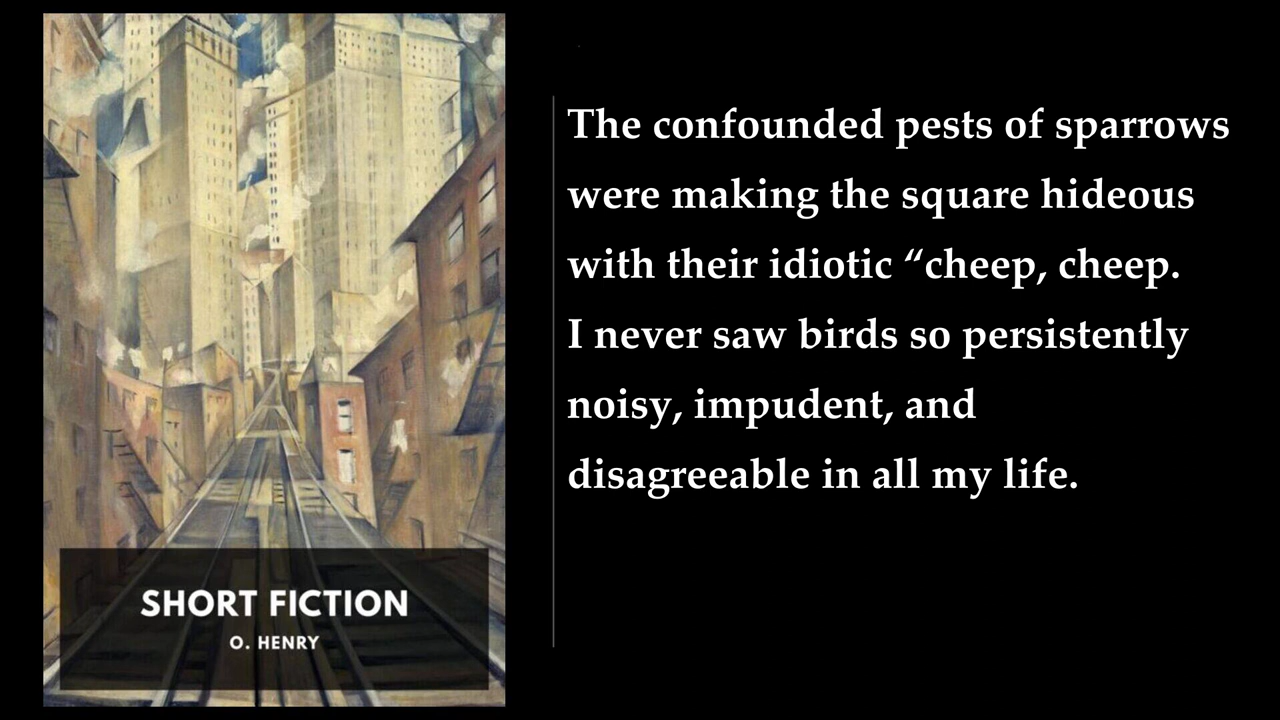 The confounded pests of sparrows
were making the square hideous
with their idiotic “cheep, cheep.
I never saw birds so persistently
noisy, impudent, and
disagreeable in all my life.
SHORT FICTION
O. HENRY